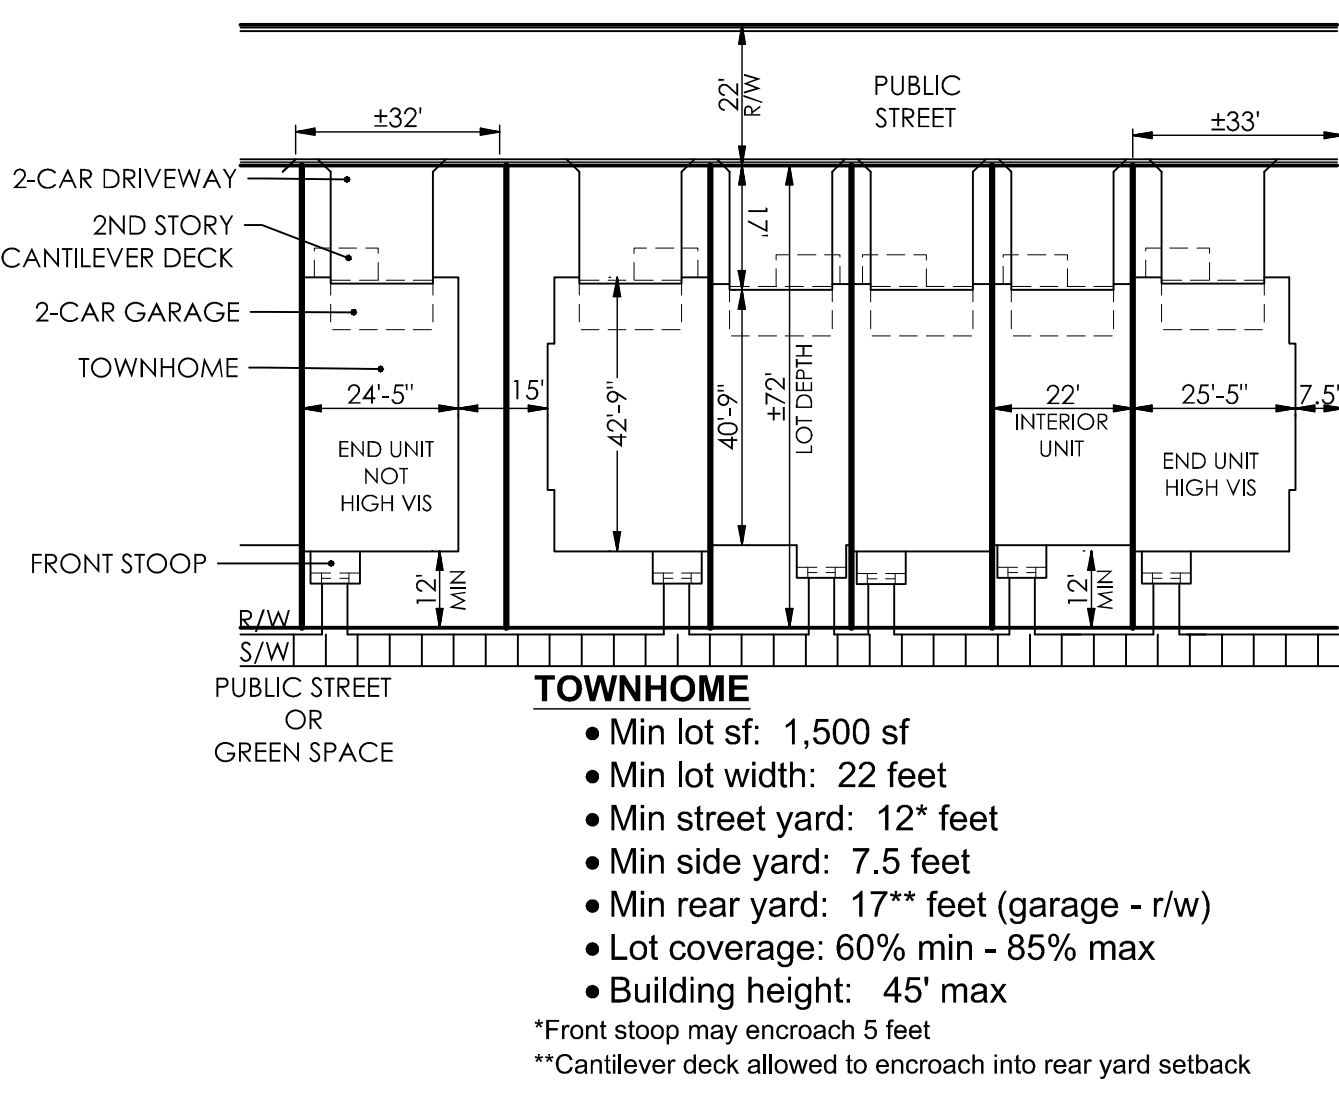 22'
R/W
PUBLIC
STREET
±32'
±33'
2-CAR DRIVEWAY
2ND STORY
CANTILEVER DECK
17'
2-CAR GARAGE
TOWNHOME
24'-5"
15'
42'-9"
40'-9"
±72'
LOT DEPTH
22'
INTERIOR
UNIT
25'-5"
7.5'
END UNIT
NOT
HIGH VIS
END UNIT
HIGH VIS
FRONT STOOP
12'
MIN
12'
MIN
R/W
S/W
PUBLIC STREET
OR
GREEN SPACE
TOWNHOME
• Min lot sf: 1,500 sf
• Min lot width: 22 feet
• Min street yard: 12* feet
• Min side yard: 7.5 feet
• Min rear yard: 17** feet (garage - r/w)
• Lot coverage: 60% min - 85% max
• Building height: 45' max
*Front stoop may encroach 5 feet
**Cantilever deck allowed to encroach into rear yard setback